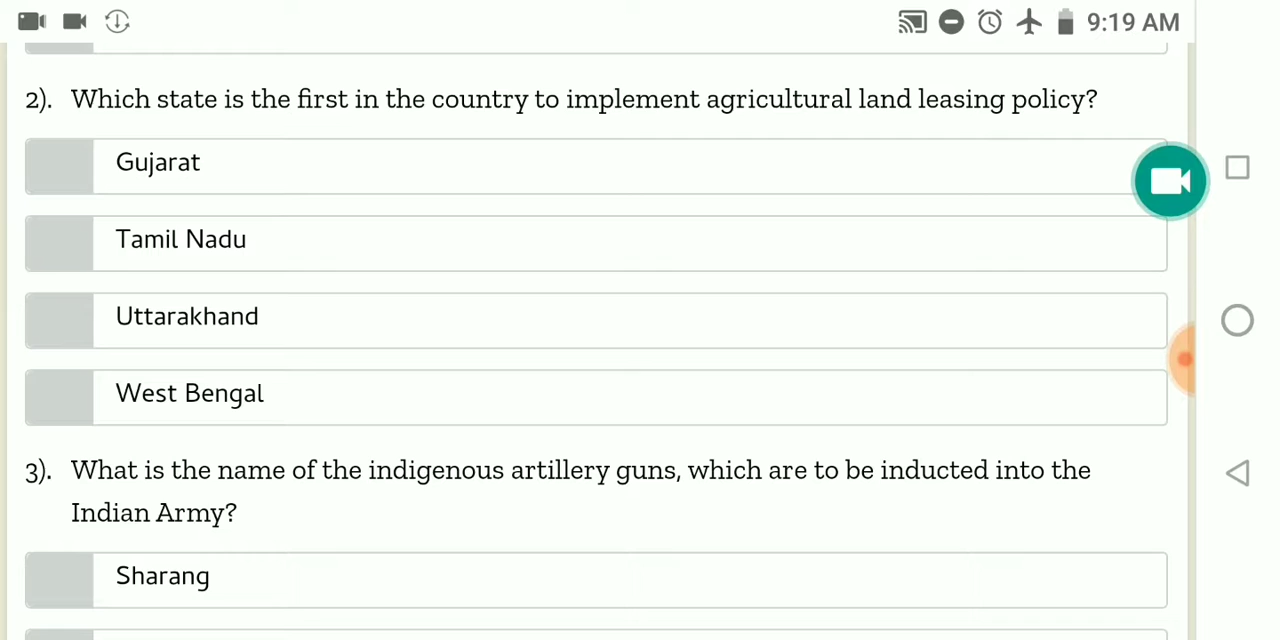 9:19 AM
2). Which state is the first in the country to implement agricultural land leasing policy?
Gujarat
Tamil Nadu
Uttarakhand
West Bengal
3). What is the name of the indigenous artillery guns, which are to be inducted into the
Indian Army?
Sharang